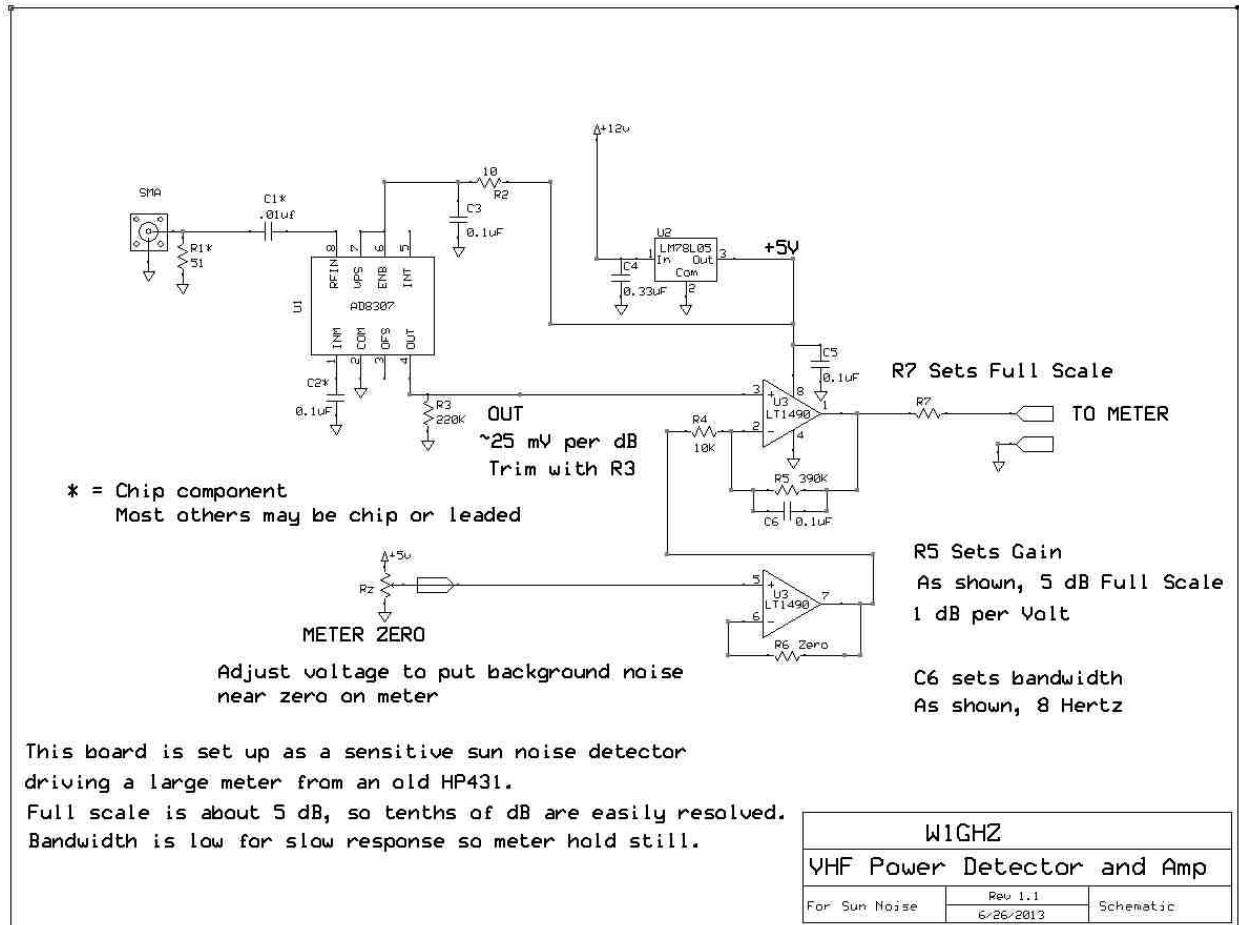 +12v
10
R2
SMA
C1*
.01uf
C3
0.1uF
R1*
51
8
7
6
5
RFIN
VPS
ENB
INT
U1
AD8307
INM
COM
OFS
OUT
1
2
3
4
U2
LM78L05
1
In
Out
3
Com
2
+5V
C4
0.33uF
C5
0.1uF
C2*
0.1uF
R3
220K
OUT
~25 mV per dB
Trim with R3
3
+
8
U3
LT1490
1
2
-
4
R4
10K
R7 Sets Full Scale
R7
TO METER
R5 390K
C6
0.1uF
* = Chip component
Most others may be chip or leaded
+5v
Rz
METER ZERO
Adjust voltage to put background noise
near zero on meter
5
+
U3
LT1490
7
6
-
R6 Zero
R5 Sets Gain
As shown, 5 dB Full Scale
1 dB per Volt
C6 sets bandwidth
As shown, 8 Hertz
This board is set up as a sensitive sun noise detector
driving a large meter from an old HP431.
Full scale is about 5 dB, so tenths of dB are easily resolved.
Bandwidth is low for slow response so meter hold still.
W1GHZ
VHF Power Detector and Amp
For Sun Noise
Rev 1.1
6/26/2013
Schematic